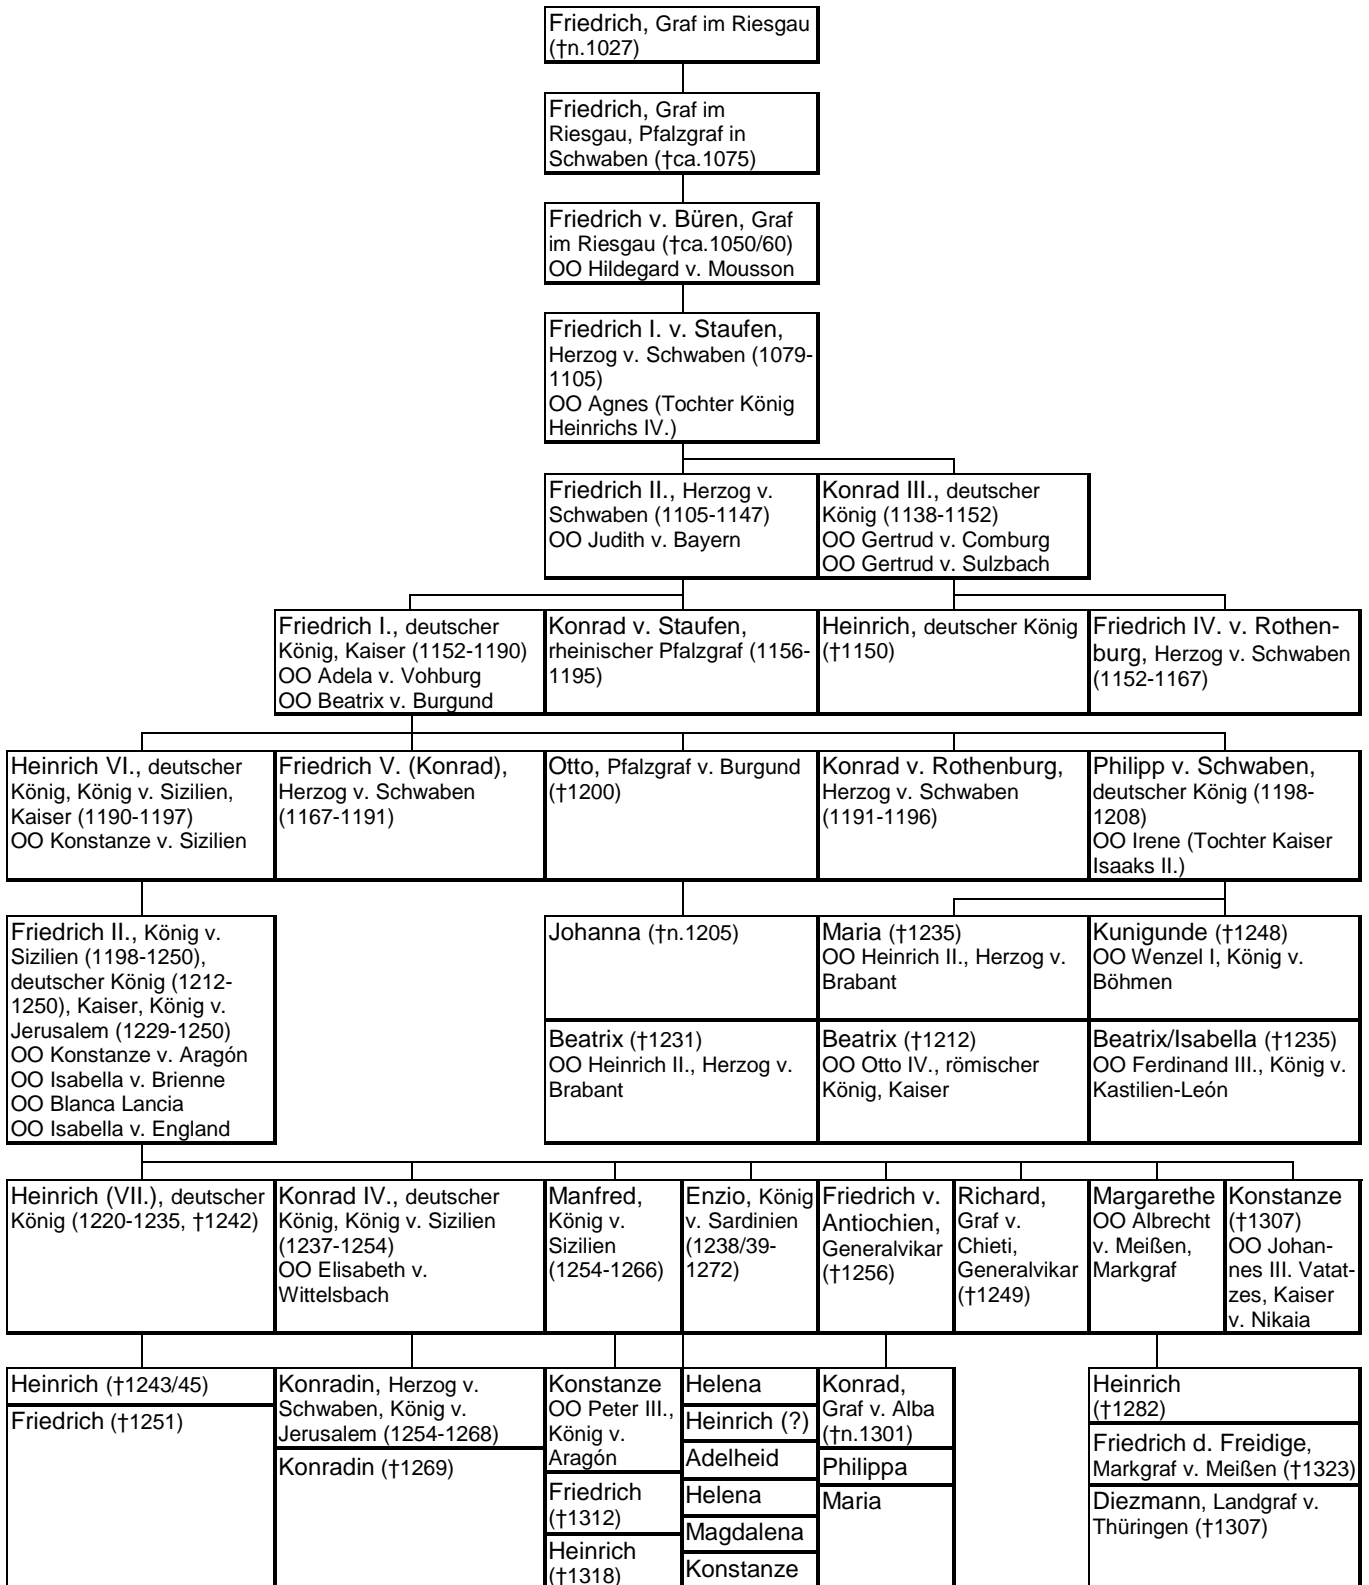 Friedrich, Graf im Riesgau
(†n.1027)
Friedrich, Graf im
Riesgau, Pfalzgraf in
Schwaben (†ca.1075)
Friedrich v. Büren, Graf
im Riesgau (†ca.1050/60)
OO Hildegard v. Mousson
Friedrich I. v. Staufen,
Herzog v. Schwaben (1079-
1105)
OO Agnes (Tochter König
Heinrichs IV.)
Friedrich II., Herzog v.
Schwaben (1105-1147)
OO Judith v. Bayern
Konrad III., deutscher
König (1138-1152)
OO Gertrud v. Comburg
OO Gertrud v. Sulzbach
Friedrich I., deutscher
König, Kaiser (1152-1190)
OO Adela v. Vohburg
OO Beatrix v. Burgund
Konrad v. Staufen,
rheinischer Pfalzgraf (1156-
1195)
Heinrich, deutscher König
(†1150)
Friedrich IV. v. Rothen-
burg, Herzog v. Schwaben
(1152-1167)
Heinrich VI., deutscher
König, König v. Sizilien,
Kaiser (1190-1197)
OO Konstanze v. Sizilien
Friedrich V. (Konrad),
Herzog v. Schwaben
(1167-1191)
Otto, Pfalzgraf v. Burgund
(†1200)
Konrad v. Rothenburg,
Herzog v. Schwaben
(1191-1196)
Philipp v. Schwaben,
deutscher König (1198-
1208)
OO Irene (Tochter Kaiser
Isaaks II.)
Friedrich II., König v.
Sizilien (1198-1250),
deutscher König (1212-
1250), Kaiser, König v.
Jerusalem (1229-1250)
OO Konstanze v. Aragón
OO Isabella v. Brienne
OO Blanca Lancia
OO Isabella v. England
Johanna (†n.1205)
Maria (†1235)
OO Heinrich II., Herzog v.
Brabant
Kunigunde (†1248)
OO Wenzel I, König v.
Böhmen
Beatrix (†1231)
OO Heinrich II., Herzog v.
Brabant
Beatrix (†1212)
OO Otto IV., römischer
König, Kaiser
Beatrix/Isabella (†1235)
OO Ferdinand III., König v.
Kastilien-León
Heinrich (VII.), deutscher
König (1220-1235, †1242)
Konrad IV., deutscher
König, König v. Sizilien
(1237-1254)
OO Elisabeth v.
Wittelsbach
Manfred,
König v.
Sizilien
(1254-1266)
Enzio, König
v. Sardinien
(1238/39-
1272)
Friedrich v.
Antiochien,
Generalvikar
(†1256)
Richard,
Graf v.
Chieti,
Generalvikar
(†1249)
Margarethe
OO Albrecht
v. Meißen,
Markgraf
Konstanze
(†1307)
OO Johan-
nes III. Vatat-
zes, Kaiser
v. Nikaia
Heinrich (†1243/45)
Friedrich (†1251)
Konradin, Herzog v.
Schwaben, König v.
Jerusalem (1254-1268)
Konradin (†1269)
Konstanze
OO Peter III.,
König v.
Aragón
Friedrich
(†1312)
Heinrich
(†1318)
Helena
Heinrich (?)
Adelheid
Helena
Magdalena
Konstanze
Konrad,
Graf v. Alba
(†n.1301)
Philippa
Maria
Heinrich
(†1282)
Friedrich d. Freidige,
Markgraf v. Meißen (†1323)
Diezmann, Landgraf v.
Thüringen (†1307)